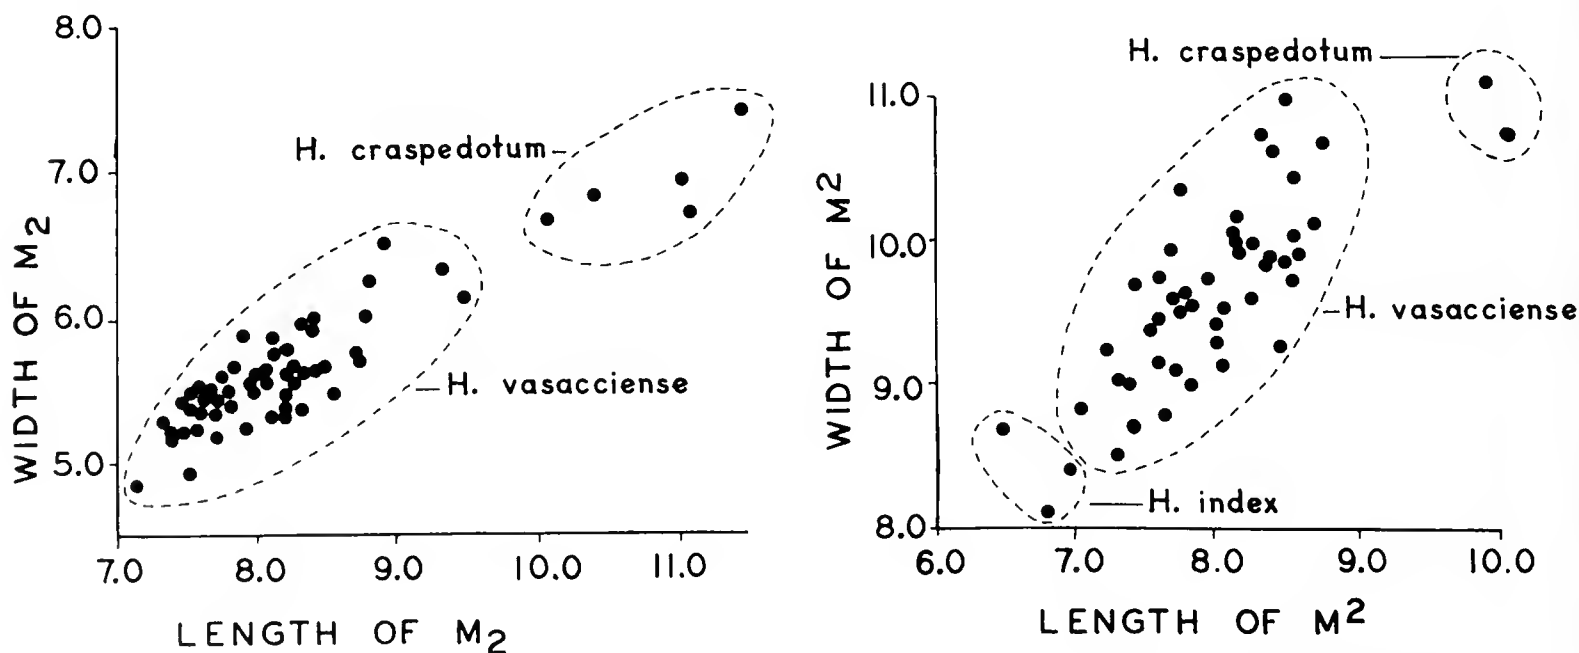 8.0
7.0
6.0
5.0
WIDTH OF M2
H. craspedotum
H. vasacciense
7.0 8.0 9.0 10.0 11.0
LENGTH OF M2
11.0
10.0
9.0
8.0
WIDTH OF M²
H. craspedotum
H. vasacciense
H. index
6.0 7.0 8.0 9.0 10.0
LENGTH OF M²